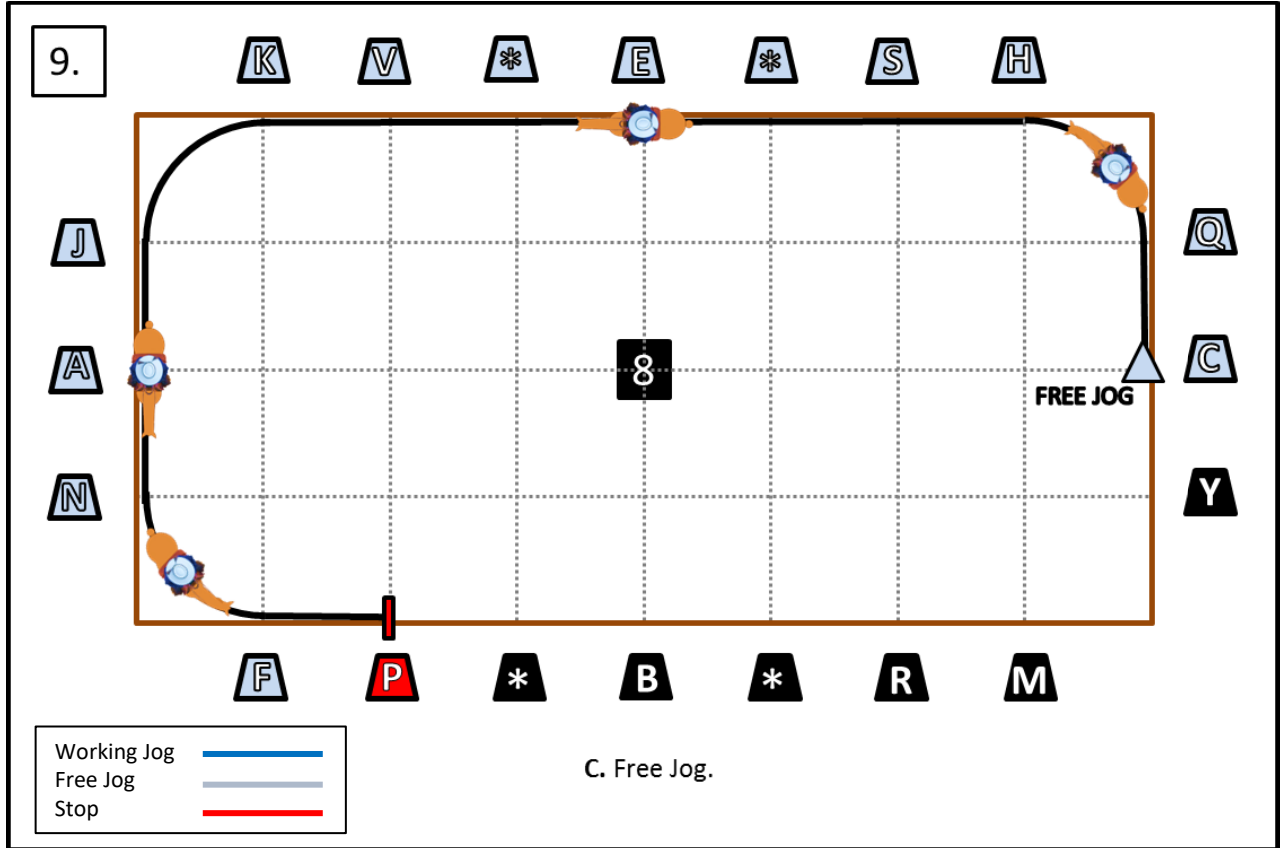 9.
K V * E * S H
J Q
A 8 C
FREE JOG
N Y
F P * B * R M
Working Jog
Free Jog
Stop
C. Free Jog.